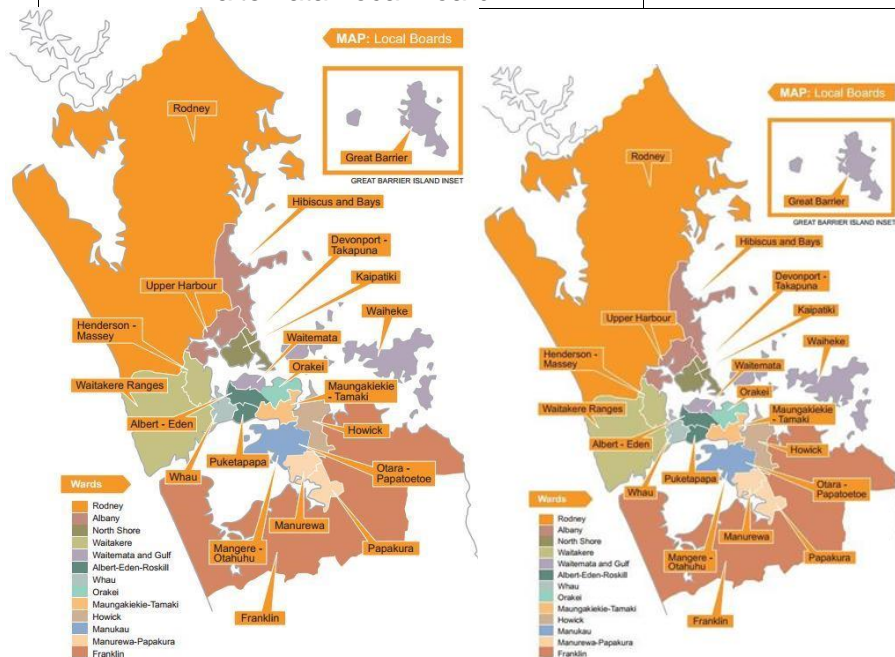 MAP: Local Boards
Rodney
Great Barrier
GREAT BARRIER ISLAND INSET
Hibiscus and Bays
Devonport -
Takapuna
Kaipatiki
Upper Harbour
Waiheke
Henderson -
Massey
Waitemata
Orakei
Waitakere Ranges
Maungakiekie
- Tamaki
Albert - Eden
Howick
Puketapapa
Whau
Otara -
Papatoetoe
Manurewa
Mangere -
Otahuhu
Papakura
Franklin
Wards
Rodney
Albany
North Shore
Waitakere
Waitemata and Gulf
Albert-Eden-Roskill
Whau
Orakei
Maungakiekie-Tamaki
Howick
Manukau
Manurewa-Papakura
Franklin
MAP: Local Boards
Rodney
Great Barrier
GREAT BARRIER ISLAND INSET
Hibiscus and Bays
Devonport -
Takapuna
Kaipatiki
Upper Harbour
Waiheke
Henderson -
Massey
Waitemata
Orakei
Waitakere Ranges
Maungakiekie
- Tamaki
Albert - Eden
Howick
Puketapapa
Whau
Otara -
Papatoetoe
Manurewa
Mangere -
Otahuhu
Papakura
Franklin
Wards
Rodney
Albany
North Shore
Waitakere
Waitemata and Gulf
Albert-Eden-Roskill
Whau
Orakei
Maungakiekie-Tamaki
Howick
Manukau
Manurewa-Papakura
Franklin